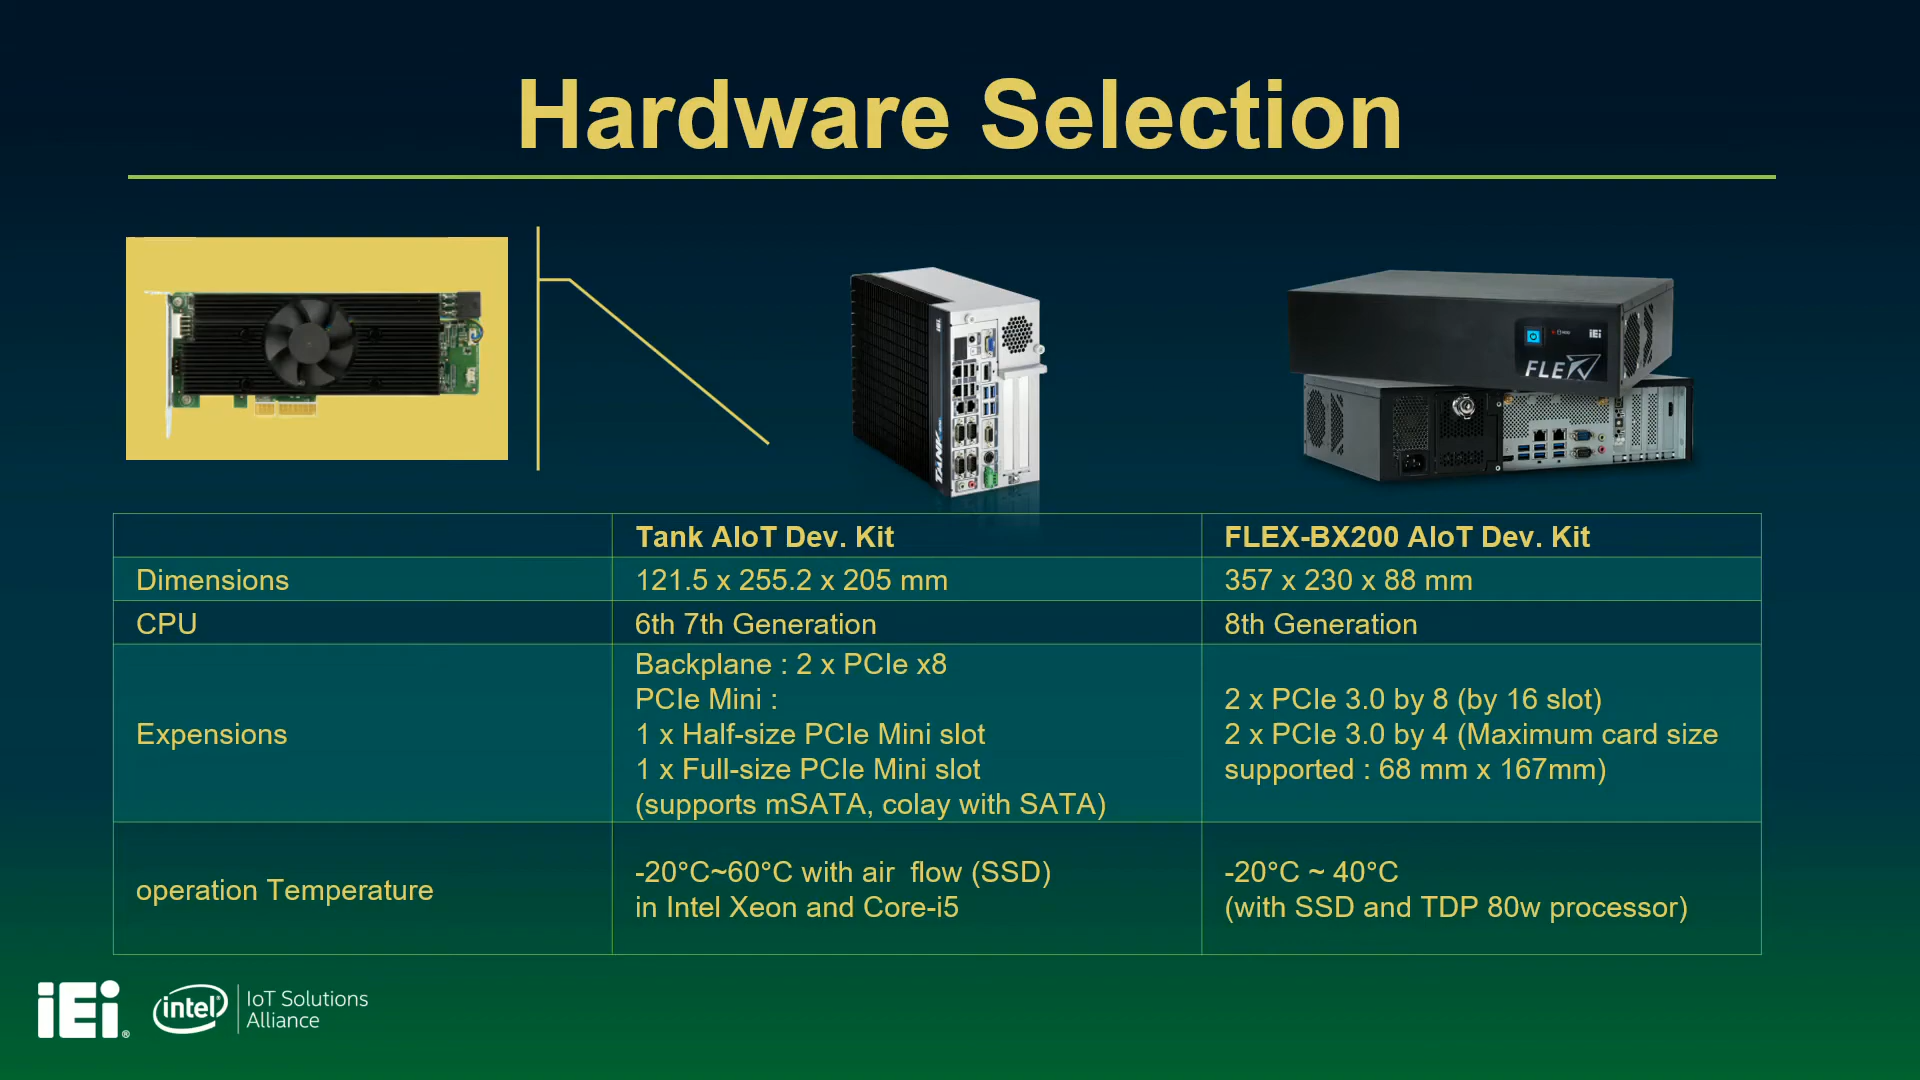 Hardware Selection
iEi
TANK
iEi
FLEX
Tank AIoT Dev. Kit
FLEX-BX200 AIoT Dev. Kit
Dimensions
121.5 x 255.2 x 205 mm
357 x 230 x 88 mm
CPU
6th 7th Generation
8th Generation
Expensions
Backplane : 2 x PCIe x8
PCIe Mini :
1 x Half-size PCIe Mini slot
1 x Full-size PCIe Mini slot
(supports mSATA, colay with SATA)
2 x PCIe 3.0 by 8 (by 16 slot)
2 x PCIe 3.0 by 4 (Maximum card size
supported : 68 mm x 167mm)
operation Temperature
-20°C~60°C with air  flow (SSD)
in Intel Xeon and Core-i5
-20°C ~ 40°C
(with SSD and TDP 80w processor)
iEi®
intel®
IoT Solutions
Alliance